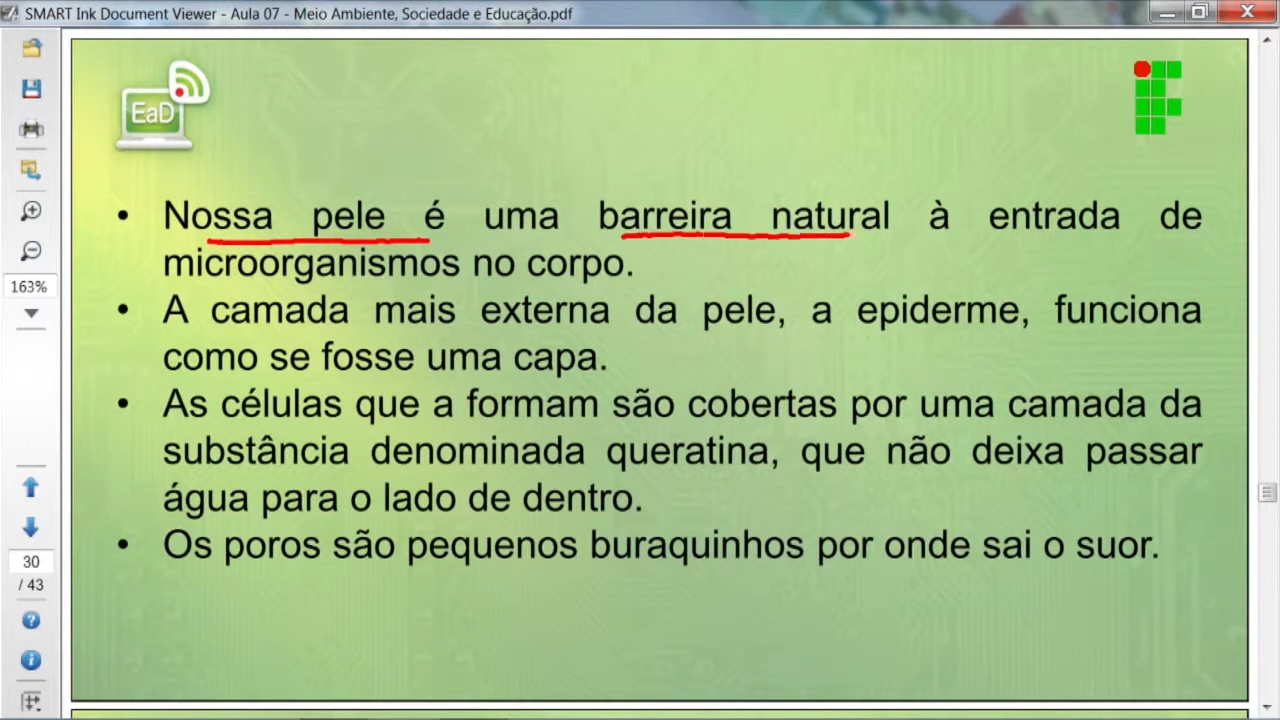 SMART Ink Document Viewer - Aula 07 - Meio Ambiente, Sociedade e Educação.pdf
EaD
163%
• Nossa pele é uma barreira natural à entrada de
microorganismos no corpo.
• A camada mais externa da pele, a epiderme, funciona
como se fosse uma capa.
• As células que a formam são cobertas por uma camada da
substância denominada queratina, que não deixa passar
água para o lado de dentro.
• Os poros são pequenos buraquinhos por onde sai o suor.
30
/ 43